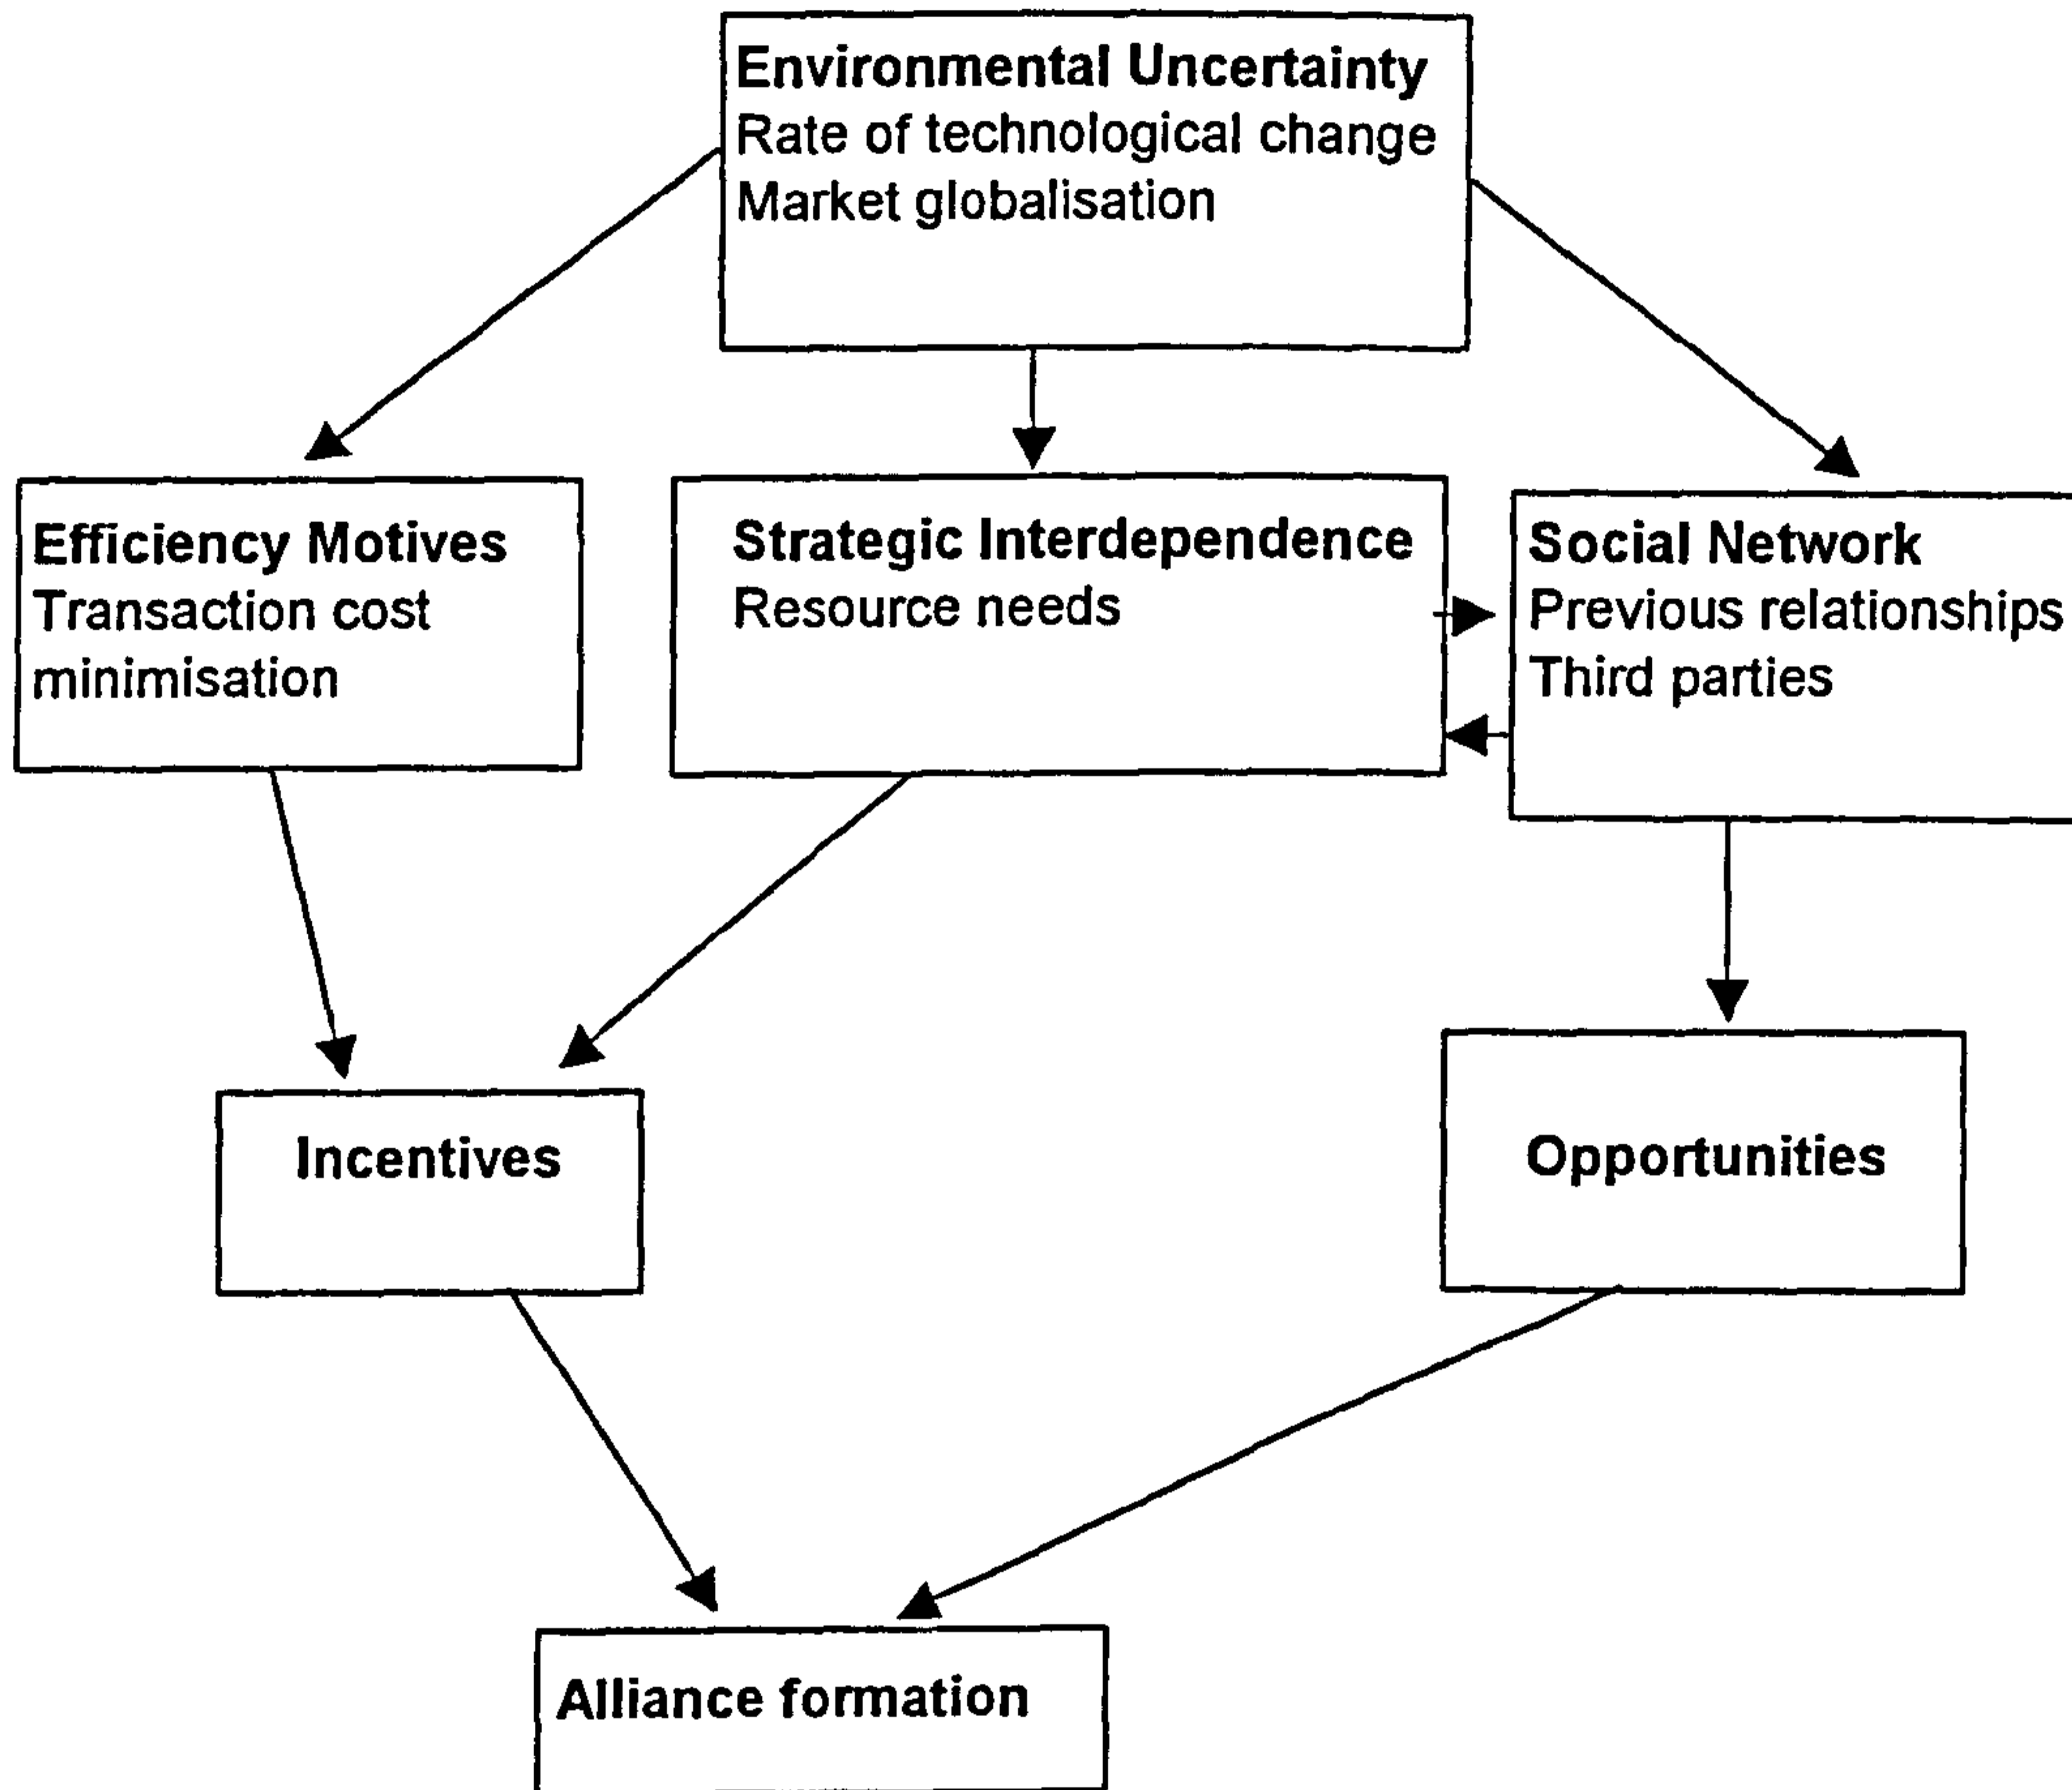 Environmental Uncertainty
Rate of technological change
Market globalisation
Efficiency Motives
Transaction cost
minimisation
Strategic Interdependence
Resource needs
Social Network
Previous relationships
Third parties
Incentives
Opportunities
Alliance formation